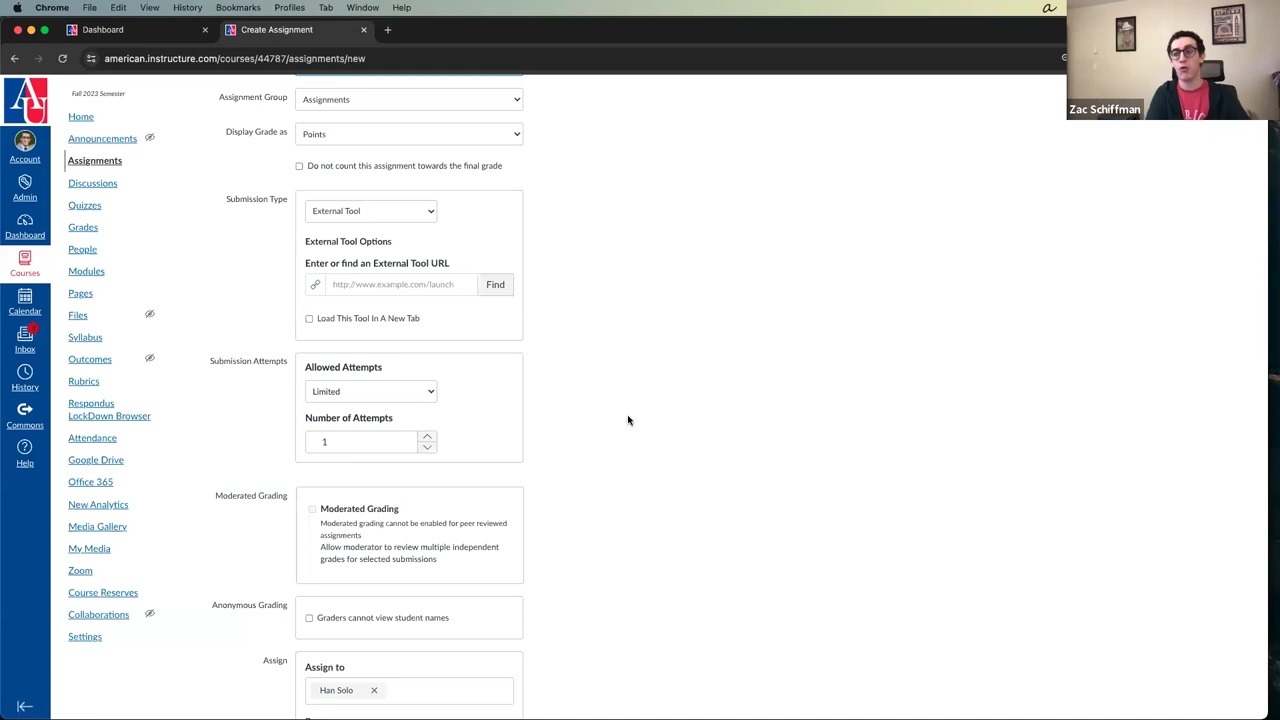 Chrome File Edit View History Bookmarks Profiles Tab Window Help
Dashboard
Create Assignment
american.instructure.com/courses/44787/assignments/new
Zac Schiffman
AU
Account
Admin
Dashboard
Courses
Calendar
Inbox
History
Commons
Help
Fall 2023 Semester
Home
Announcements
Assignments
Discussions
Quizzes
Grades
People
Modules
Pages
Files
Syllabus
Outcomes
Rubrics
Respondus
LockDown Browser
Attendance
Google Drive
Office 365
New Analytics
Media Gallery
My Media
Zoom
Course Reserves
Collaborations
Settings
Assignment Group
Assignments
Display Grade as
Points
Do not count this assignment towards the final grade
Submission Type
External Tool
External Tool Options
Enter or find an External Tool URL
http://www.example.com/launch
Find
Load This Tool In A New Tab
Submission Attempts
Allowed Attempts
Limited
Number of Attempts
1
Moderated Grading
Moderated Grading
Moderated grading cannot be enabled for peer reviewed
assignments
Allow moderator to review multiple independent
grades for selected submissions
Anonymous Grading
Graders cannot view student names
Assign
Assign to
Han Solo